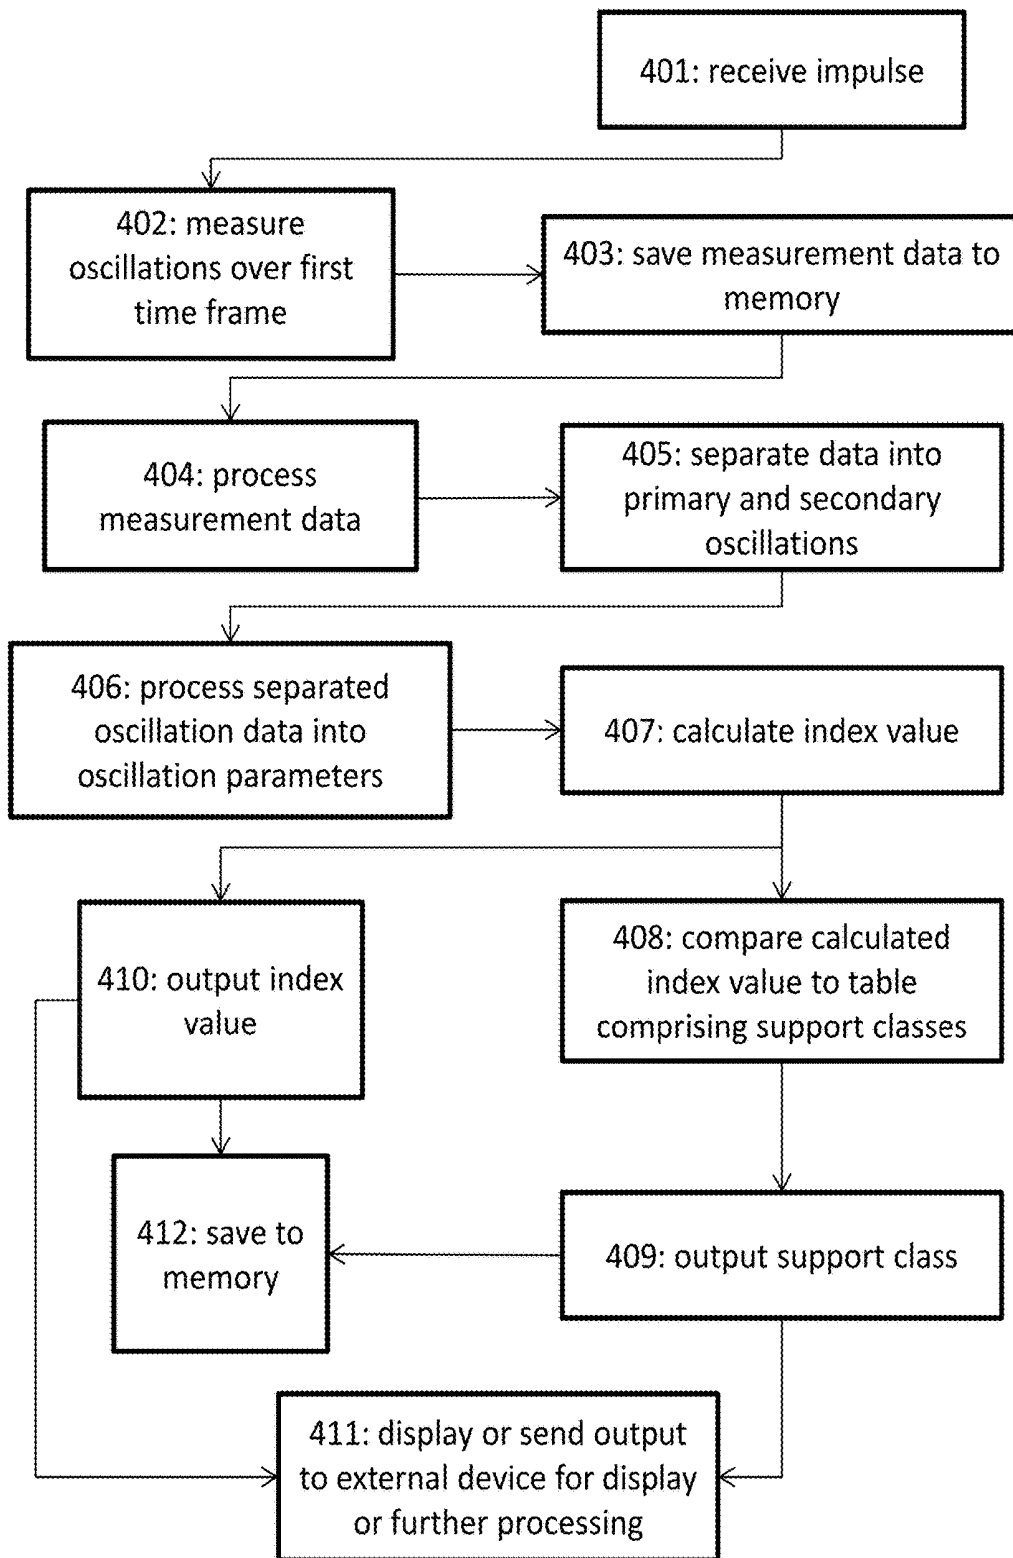 401: receive impulse
402: measure
oscillations over first
time frame
403: save measurement data to
memory
404: process
measurement data
405: separate data into
primary and secondary
oscillations
406: process separated
oscillation data into
oscillation parameters
407: calculate index value
410: output index
value
408: compare calculated
index value to table
comprising support classes
412: save to
memory
409: output support class
411: display or send output
to external device for display
or further processing